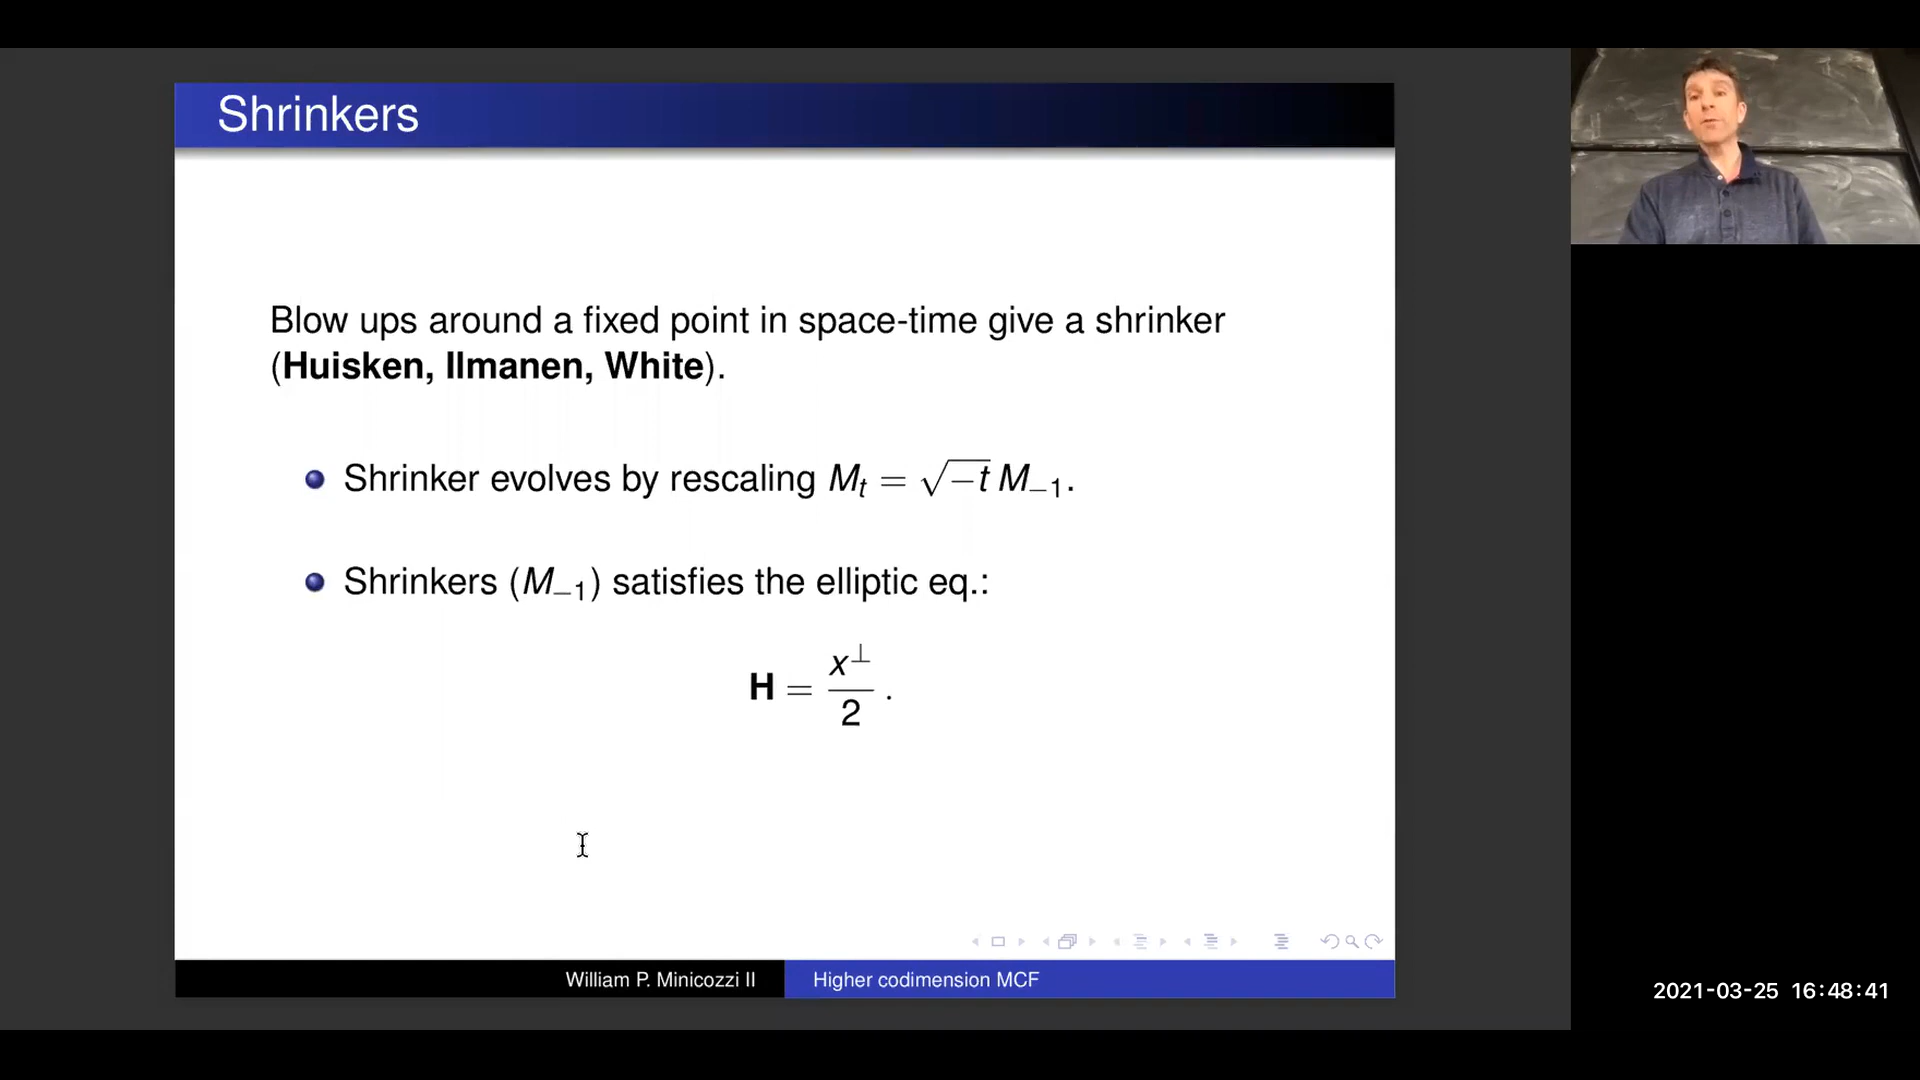 Shrinkers
Blow ups around a fixed point in space-time give a shrinker
(Huisken, Ilmanen, White).
Shrinker evolves by rescaling M_t = √−t M_−1.
Shrinkers (M_−1) satisfies the elliptic eq.:
H = x^⊥ / 2 .
William P. Minicozzi II Higher codimension MCF
2021-03-25 16:48:41